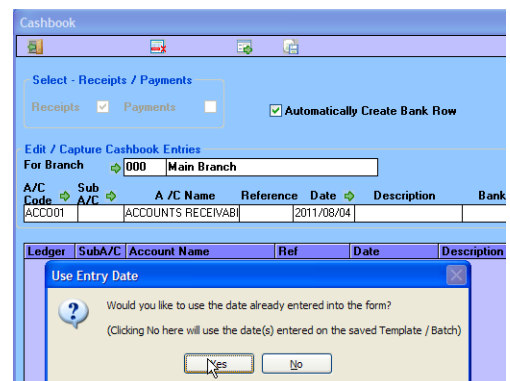 Cashbook
Select - Receipts / Payments
Receipts Payments
Automatically Create Bank Row
Edit / Capture Cashbook Entries
For Branch 000 Main Branch
A/C Code Sub A/C A /C Name Reference Date Description Bank
ACC001 ACCOUNTS RECEIVABI 2011/08/04
Ledger SubA/C Account Name Ref Date Description
Use Entry Date
Would you like to use the date already entered into the form?
(Clicking No here will use the date(s) entered on the saved Template / Batch)
Yes No